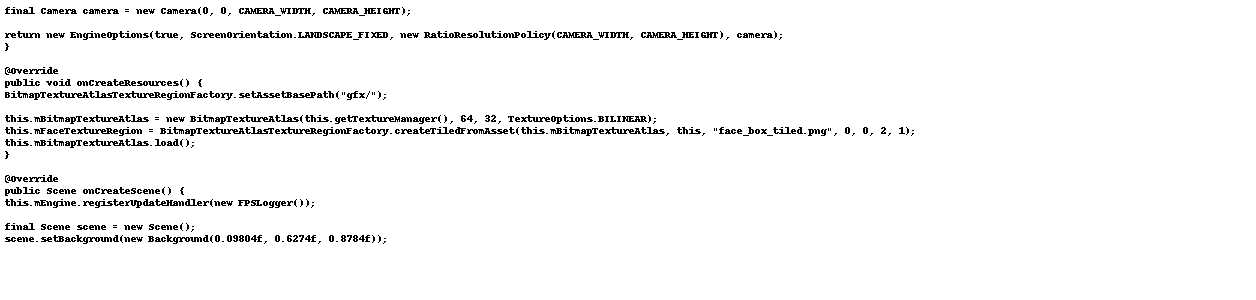 final Camera camera = new Camera(0, 0, CAMERA_WIDTH, CAMERA_HEIGHT);
return new EngineOptions(true, ScreenOrientation.LANDSCAPE_FIXED, new RatioResolutionPolicy(CAMERA_WIDTH, CAMERA_HEIGHT), camera);
}
@Override
public void onCreateResources() {
BitmapTextureAtlasTextureRegionFactory.setAssetBasePath("gfx/");
this.mBitmapTextureAtlas = new BitmapTextureAtlas(this.getTextureManager(), 64, 32, TextureOptions.BILINEAR);
this.mFaceTextureRegion = BitmapTextureAtlasTextureRegionFactory.createTiledFromAsset(this.mBitmapTextureAtlas, this, "face_box_tiled.png", 0, 0, 2, 1);
this.mBitmapTextureAtlas.load();
}
@Override
public Scene onCreateScene() {
this.mEngine.registerUpdateHandler(new FPSLogger());
final Scene scene = new Scene();
scene.setBackground(new Background(0.09804f, 0.6274f, 0.8784f));